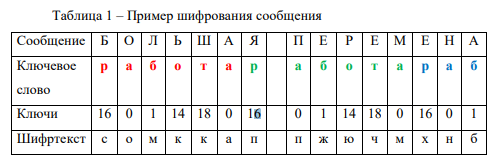 Таблица 1 – Пример шифрования сообщения
Сообщение Б О Л Ь Ш А Я П Е Р Е М Е Н А
Ключевое слово р а б о т а р а б о т а р а б
Ключи 16 0 1 14 18 0 16 0 1 14 18 0 16 0 1
Шифртекст с о м к к а п п ж ю ч м х н б